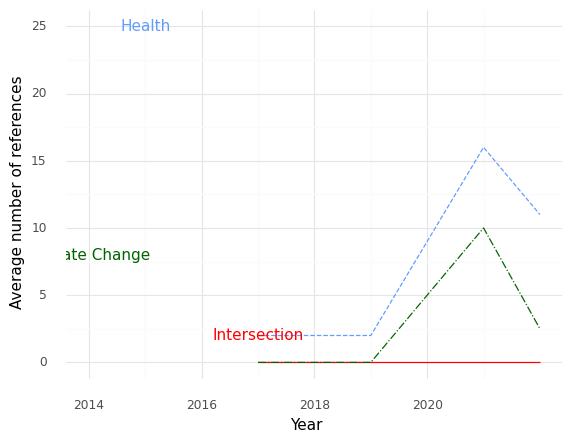 25
Health
20
15
10
ate Change
5
Intersection
0
2014 2016 2018 2020
Year
Average number of references